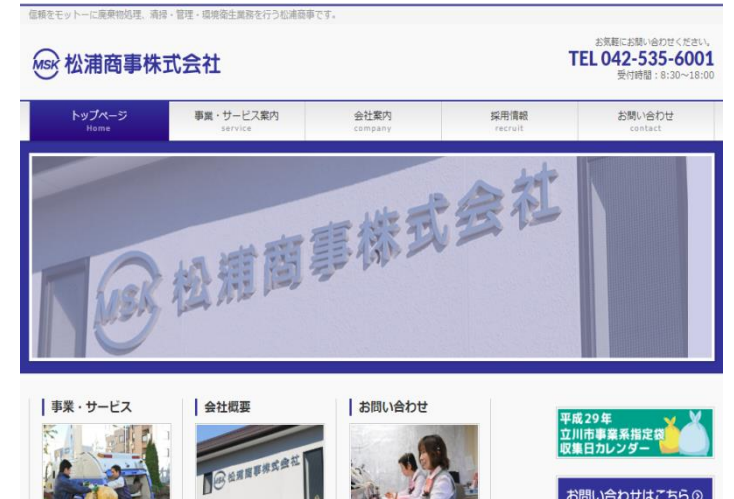 信頼をモットーに廃棄物処理、清掃・管理・環境衛生業務を行う松浦商事です。
お気軽にお問い合わせください。
MSK 松浦商事株式会社
TEL 042-535-6001
受付時間：8:30～18:00
トップページ 事業・サービス案内 会社案内 採用情報 お問い合わせ
Home service company recruit contact
MSK 松浦商事株式会社
事業・サービス 会社概要 お問い合わせ
平成29年
立川市事業系指定袋
収集日カレンダー
松浦商事株式会社
お問い合わせはこちら